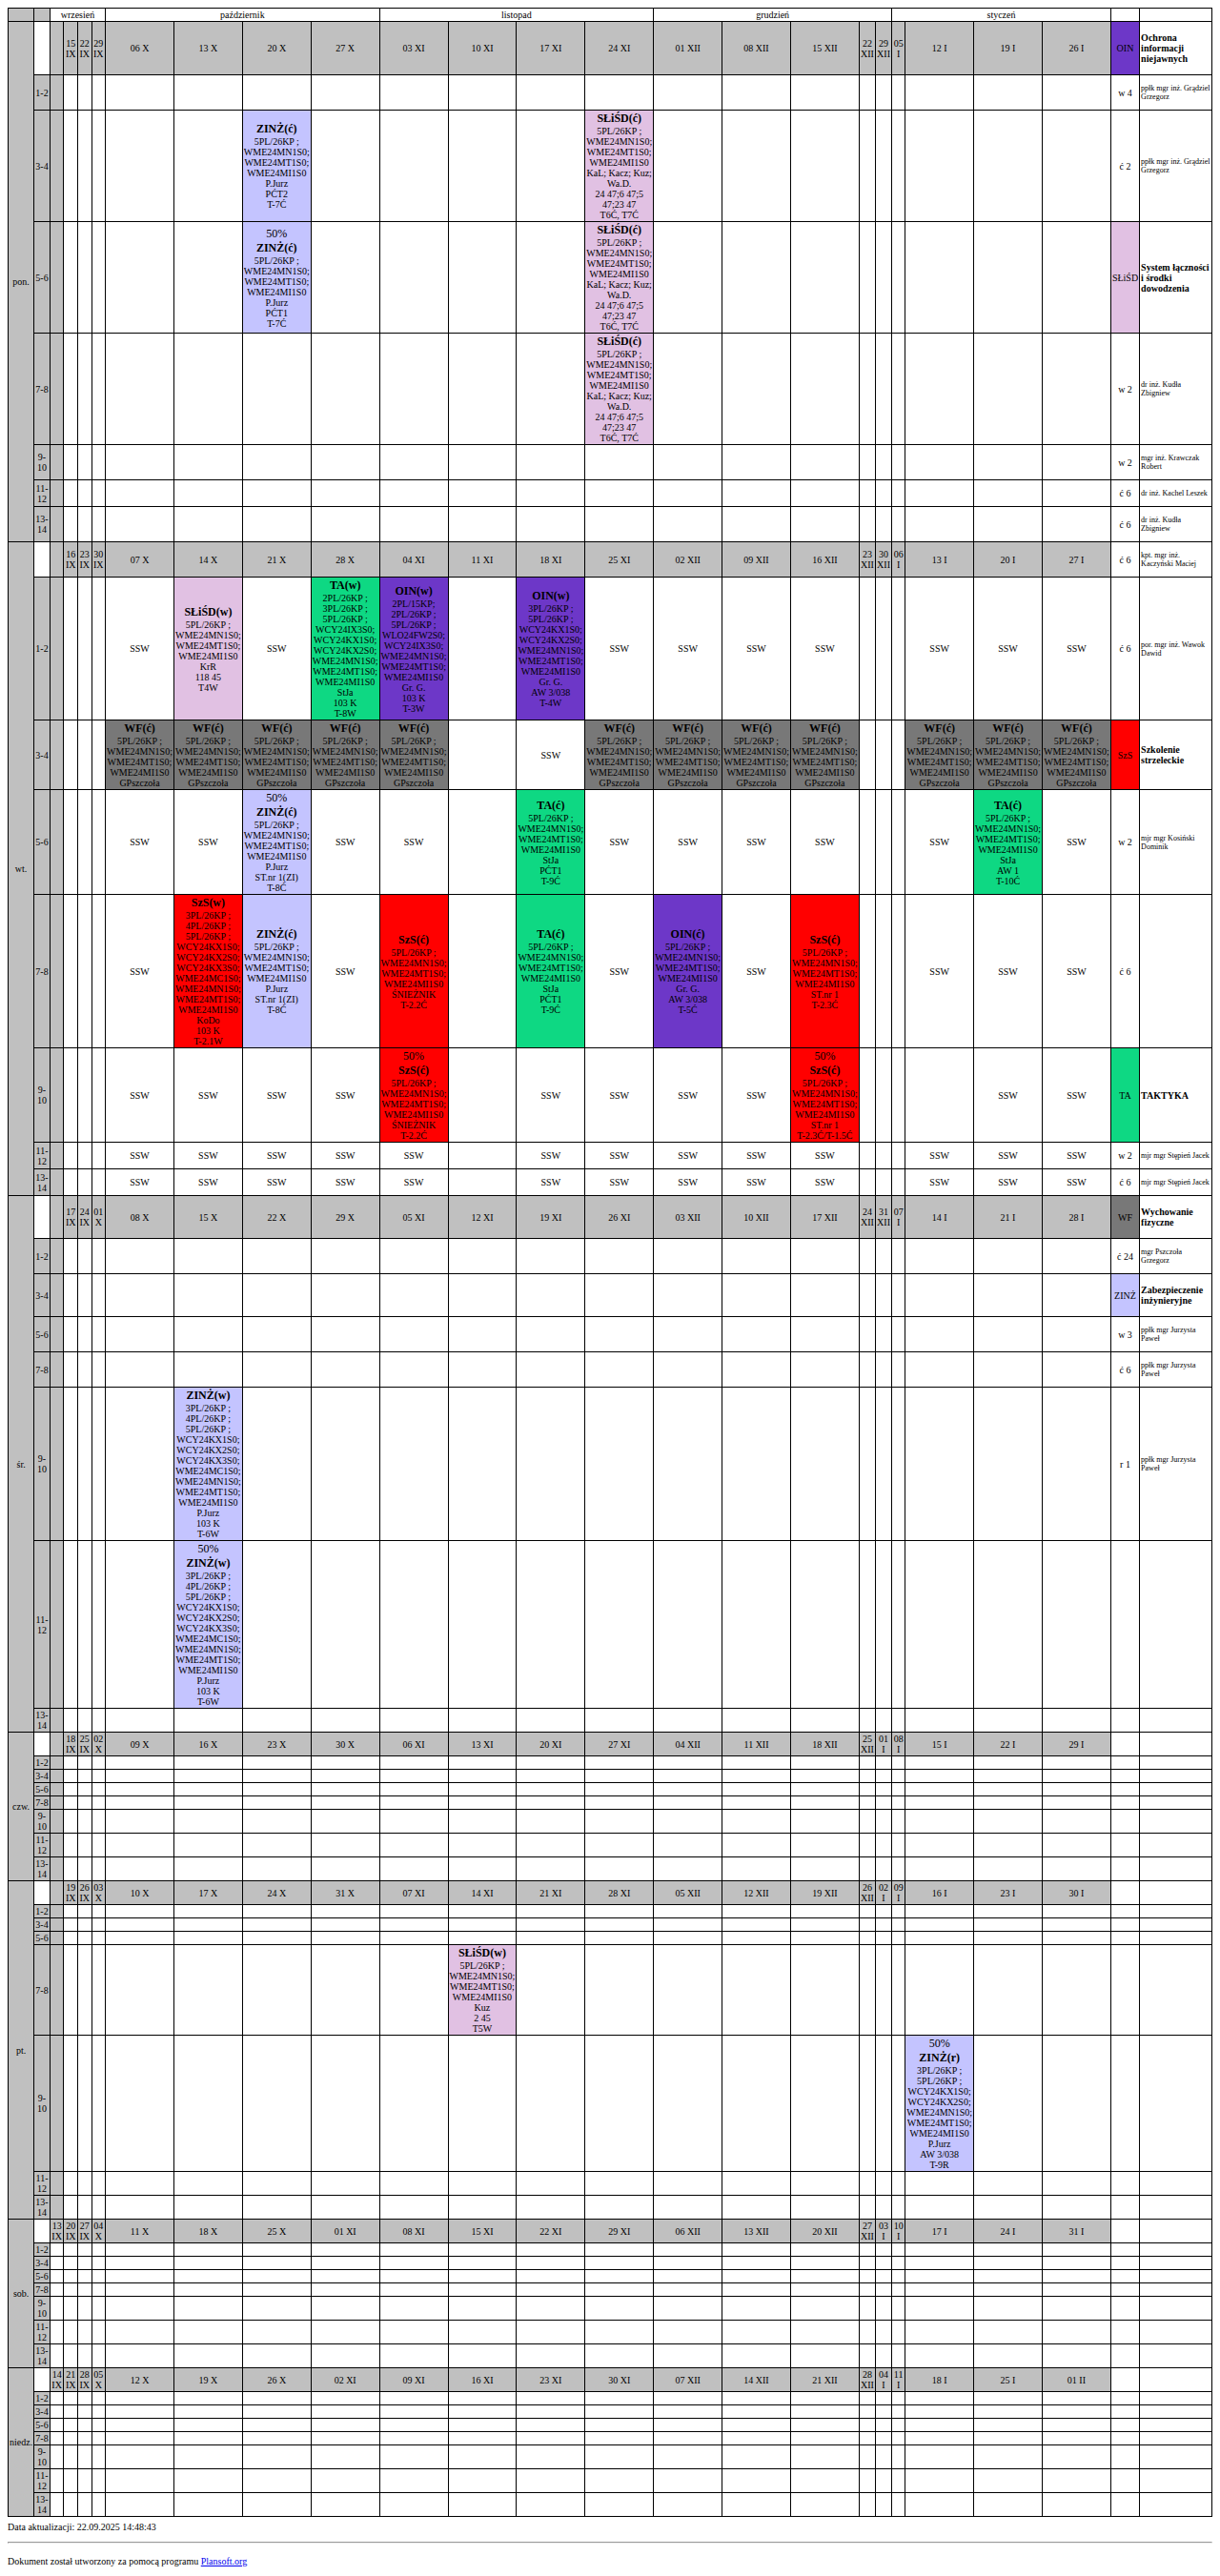 wrzesień październik listopad grudzień styczeń
15 IX 22 IX 29 IX 06 X 13 X 20 X 27 X 03 XI 10 XI 17 XI 24 XI 01 XII 08 XII 15 XII 22 XII 29 XII 05 I 12 I 19 I 26 I OIN Ochrona informacji niejawnych
pon.
1-2 w 4 ppłk mgr inż. Grądziel Grzegorz
3-4
ZINŻ(ć)
5PL/26KP ;
WME24MN1S0;
WME24MT1S0;
WME24MI1S0
P.Jurz
PĆT2
T-7Ć
SŁiŚD(ć)
5PL/26KP ;
WME24MN1S0;
WME24MT1S0;
WME24MI1S0
KaL; Kacz; Kuz;
Wa.D.
24 47;6 47;5
47;23 47
T6Ć, T7Ć
ć 2 ppłk mgr inż. Grądziel Grzegorz
5-6
50%
ZINŻ(ć)
5PL/26KP ;
WME24MN1S0;
WME24MT1S0;
WME24MI1S0
P.Jurz
PĆT1
T-7Ć
SŁiŚD(ć)
5PL/26KP ;
WME24MN1S0;
WME24MT1S0;
WME24MI1S0
KaL; Kacz; Kuz;
Wa.D.
24 47;6 47;5
47;23 47
T6Ć, T7Ć
SŁiŚD System łączności i środki dowodzenia
7-8
SŁiŚD(ć)
5PL/26KP ;
WME24MN1S0;
WME24MT1S0;
WME24MI1S0
KaL; Kacz; Kuz;
Wa.D.
24 47;6 47;5
47;23 47
T6Ć, T7Ć
w 2 dr inż. Kudła Zbigniew
9-10 w 2 mgr inż. Krawczak Robert
11-12 ć 6 dr inż. Kachel Leszek
13-14 ć 6 dr inż. Kudła Zbigniew
16 IX 23 IX 30 IX 07 X 14 X 21 X 28 X 04 XI 11 XI 18 XI 25 XI 02 XII 09 XII 16 XII 23 XII 30 XII 06 I 13 I 20 I 27 I ć 6 kpt. mgr inż. Kaczyński Maciej
wt.
1-2 SSW
SŁiŚD(w)
5PL/26KP ;
WME24MN1S0;
WME24MT1S0;
WME24MI1S0
KrR
118 45
T4W
SSW
TA(w)
2PL/26KP ;
3PL/26KP ;
5PL/26KP ;
WCY24IX3S0;
WCY24KX1S0;
WCY24KX2S0;
WME24MN1S0;
WME24MT1S0;
WME24MI1S0
StJa
103 K
T-8W
OIN(w)
2PL/15KP;
2PL/26KP ;
5PL/26KP ;
WLO24FW2S0;
WCY24IX3S0;
WME24MN1S0;
WME24MT1S0;
WME24MI1S0
Gr. G.
103 K
T-3W
OIN(w)
3PL/26KP ;
5PL/26KP ;
WCY24KX1S0;
WCY24KX2S0;
WME24MN1S0;
WME24MT1S0;
WME24MI1S0
Gr. G.
AW 3/038
T-4W
SSW SSW SSW SSW SSW SSW SSW ć 6 por. mgr inż. Wawok Dawid
3-4
WF(ć) WF(ć) WF(ć) WF(ć) WF(ć) WF(ć) WF(ć) WF(ć) WF(ć) WF(ć) WF(ć) WF(ć)
5PL/26KP ; 5PL/26KP ; 5PL/26KP ; 5PL/26KP ; 5PL/26KP ; 5PL/26KP ; 5PL/26KP ; 5PL/26KP ; 5PL/26KP ; 5PL/26KP ; 5PL/26KP ; 5PL/26KP ;
WME24MN1S0; WME24MN1S0; WME24MN1S0; WME24MN1S0; WME24MN1S0; WME24MN1S0; WME24MN1S0; WME24MN1S0; WME24MN1S0; WME24MN1S0; WME24MN1S0; WME24MN1S0;
WME24MT1S0; WME24MT1S0; WME24MT1S0; WME24MT1S0; WME24MT1S0; SSW WME24MT1S0; WME24MT1S0; WME24MT1S0; WME24MT1S0; WME24MT1S0; WME24MT1S0; WME24MT1S0; SzS Szkolenie strzeleckie
WME24MI1S0 WME24MI1S0 WME24MI1S0 WME24MI1S0 WME24MI1S0 WME24MI1S0 WME24MI1S0 WME24MI1S0 WME24MI1S0 WME24MI1S0 WME24MI1S0 WME24MI1S0
GPszczoła GPszczoła GPszczoła GPszczoła GPszczoła GPszczoła GPszczoła GPszczoła GPszczoła GPszczoła GPszczoła GPszczoła
5-6 SSW SSW
50%
ZINŻ(ć)
5PL/26KP ;
WME24MN1S0;
WME24MT1S0;
WME24MI1S0
P.Jurz
ST.nr 1(ZI)
T-8Ć
SSW SSW
TA(ć)
5PL/26KP ;
WME24MN1S0;
WME24MT1S0;
WME24MI1S0
StJa
PĆT1
T-9Ć
SSW SSW SSW SSW SSW
TA(ć)
5PL/26KP ;
WME24MN1S0;
WME24MT1S0;
WME24MI1S0
StJa
AW 1
T-10Ć
SSW w 2 mjr mgr Kosiński Dominik
7-8 SSW
SzS(w)
3PL/26KP ;
4PL/26KP ;
5PL/26KP ;
WCY24KX1S0;
WCY24KX2S0;
WCY24KX3S0;
WME24MC1S0;
WME24MN1S0;
WME24MT1S0;
WME24MI1S0
KoDo
103 K
T-2.1W
ZINŻ(ć)
5PL/26KP ;
WME24MN1S0;
WME24MT1S0;
WME24MI1S0
P.Jurz
ST.nr 1(ZI)
T-8Ć
SSW
SzS(ć)
5PL/26KP ;
WME24MN1S0;
WME24MT1S0;
WME24MI1S0
ŚNIEŻNIK
T-2.2Ć
TA(ć)
5PL/26KP ;
WME24MN1S0;
WME24MT1S0;
WME24MI1S0
StJa
PĆT1
T-9Ć
SSW
OIN(ć)
5PL/26KP ;
WME24MN1S0;
WME24MT1S0;
WME24MI1S0
Gr. G.
AW 3/038
T-5Ć
SSW
SzS(ć)
5PL/26KP ;
WME24MN1S0;
WME24MT1S0;
WME24MI1S0
ST.nr 1
T-2.3Ć
SSW SSW SSW ć 6
9-10 SSW SSW SSW SSW
50%
SzS(ć)
5PL/26KP ;
WME24MN1S0;
WME24MT1S0;
WME24MI1S0
ŚNIEŻNIK
T-2.2Ć
SSW SSW SSW SSW
50%
SzS(ć)
5PL/26KP ;
WME24MN1S0;
WME24MT1S0;
WME24MI1S0
ST.nr 1
T-2.3Ć/T-1.5Ć
SSW SSW TA TAKTYKA
11-12 SSW SSW SSW SSW SSW SSW SSW SSW SSW SSW SSW SSW SSW w 2 mjr mgr Stępień Jacek
13-14 SSW SSW SSW SSW SSW SSW SSW SSW SSW SSW SSW SSW SSW ć 6 mjr mgr Stępień Jacek
17 IX 24 IX 01 X 08 X 15 X 22 X 29 X 05 XI 12 XI 19 XI 26 XI 03 XII 10 XII 17 XII 24 XII 31 XII 07 I 14 I 21 I 28 I WF Wychowanie fizyczne
śr.
1-2 ć 24 mgr Pszczoła Grzegorz
3-4 ZINŻ Zabezpieczenie inżynieryjne
5-6 w 3 ppłk mgr Jurzysta Paweł
7-8 ć 6 ppłk mgr Jurzysta Paweł
9-10
ZINŻ(w)
3PL/26KP ;
4PL/26KP ;
5PL/26KP ;
WCY24KX1S0;
WCY24KX2S0;
WCY24KX3S0;
WME24MC1S0;
WME24MN1S0;
WME24MT1S0;
WME24MI1S0
P.Jurz
103 K
T-6W
r 1 ppłk mgr Jurzysta Paweł
11-12
50%
ZINŻ(w)
3PL/26KP ;
4PL/26KP ;
5PL/26KP ;
WCY24KX1S0;
WCY24KX2S0;
WCY24KX3S0;
WME24MC1S0;
WME24MN1S0;
WME24MT1S0;
WME24MI1S0
P.Jurz
103 K
T-6W
13-14
18 IX 25 IX 02 X 09 X 16 X 23 X 30 X 06 XI 13 XI 20 XI 27 XI 04 XII 11 XII 18 XII 25 XII 01 I 08 I 15 I 22 I 29 I
czw.
1-2
3-4
5-6
7-8
9-10
11-12
13-14
19 IX 26 IX 03 X 10 X 17 X 24 X 31 X 07 XI 14 XI 21 XI 28 XI 05 XII 12 XII 19 XII 26 XII 02 I 09 I 16 I 23 I 30 I
pt.
1-2
3-4
5-6
7-8
SŁiŚD(w)
5PL/26KP ;
WME24MN1S0;
WME24MT1S0;
WME24MI1S0
Kuz
2 45
T5W
9-10
50%
ZINŻ(r)
3PL/26KP ;
5PL/26KP ;
WCY24KX1S0;
WCY24KX2S0;
WME24MN1S0;
WME24MT1S0;
WME24MI1S0
P.Jurz
AW 3/038
T-9R
11-12
13-14
13 IX 20 IX 27 IX 04 X 11 X 18 X 25 X 01 XI 08 XI 15 XI 22 XI 29 XI 06 XII 13 XII 20 XII 27 XII 03 I 10 I 17 I 24 I 31 I
sob.
1-2
3-4
5-6
7-8
9-10
11-12
13-14
14 IX 21 IX 28 IX 05 X 12 X 19 X 26 X 02 XI 09 XI 16 XI 23 XI 30 XI 07 XII 14 XII 21 XII 28 XII 04 I 11 I 18 I 25 I 01 II
niedz
1-2
3-4
5-6
7-8
9-10
11-12
13-14
Data aktualizacji: 22.09.2025 14:48:43
Dokument został utworzony za pomocą programu Plansoft.org